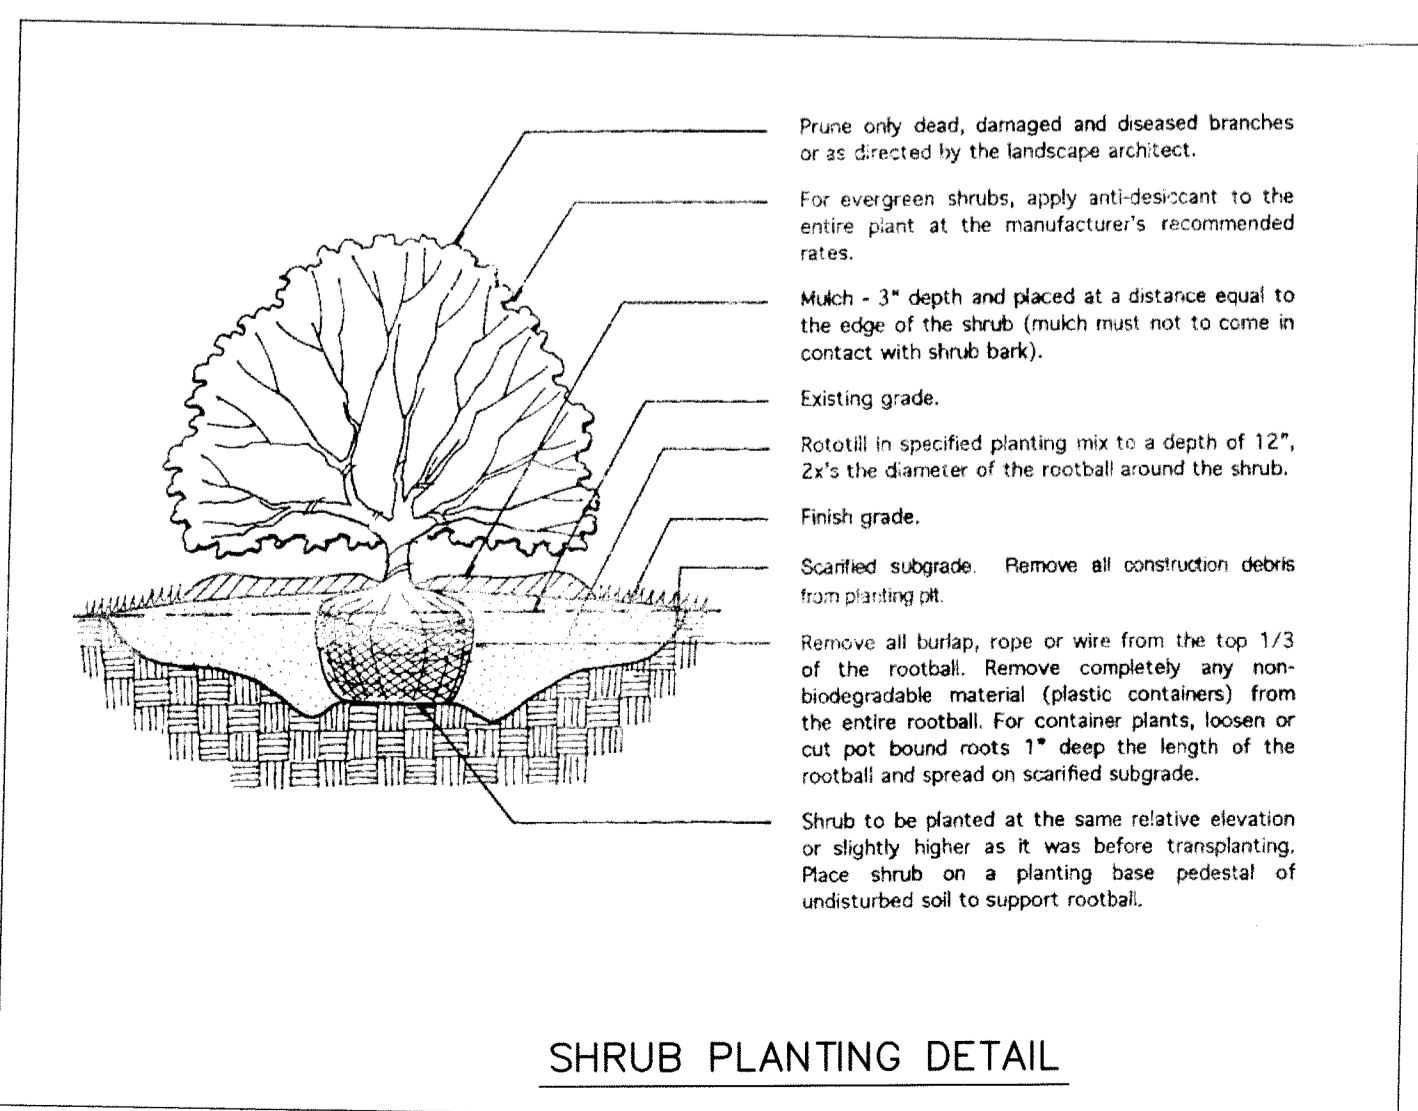 Prune only dead, damaged and diseased branches
or as directed by the landscape architect.
For evergreen shrubs, apply anti-desiccant to the
entire plant at the manufacturer's recommended
rates.
Mulch - 3" depth and placed at a distance equal to
the edge of the shrub (mulch must not to come in
contact with shrub bark).
Existing grade.
Rototill in specified planting mix to a depth of 12",
2x's the diameter of the rootball around the shrub.
Finish grade.
Scarified subgrade. Remove all construction debris
from planting pit.
Remove all burlap, rope or wire from the top 1/3
of the rootball. Remove completely any non-
biodegradable material (plastic containers) from
the entire rootball. For container plants, loosen or
cut pot bound roots 1" deep the length of the
rootball and spread on scarified subgrade.
Shrub to be planted at the same relative elevation
or slightly higher as it was before transplanting.
Place shrub on a planting base pedestal of
undisturbed soil to support rootball.
SHRUB PLANTING DETAIL